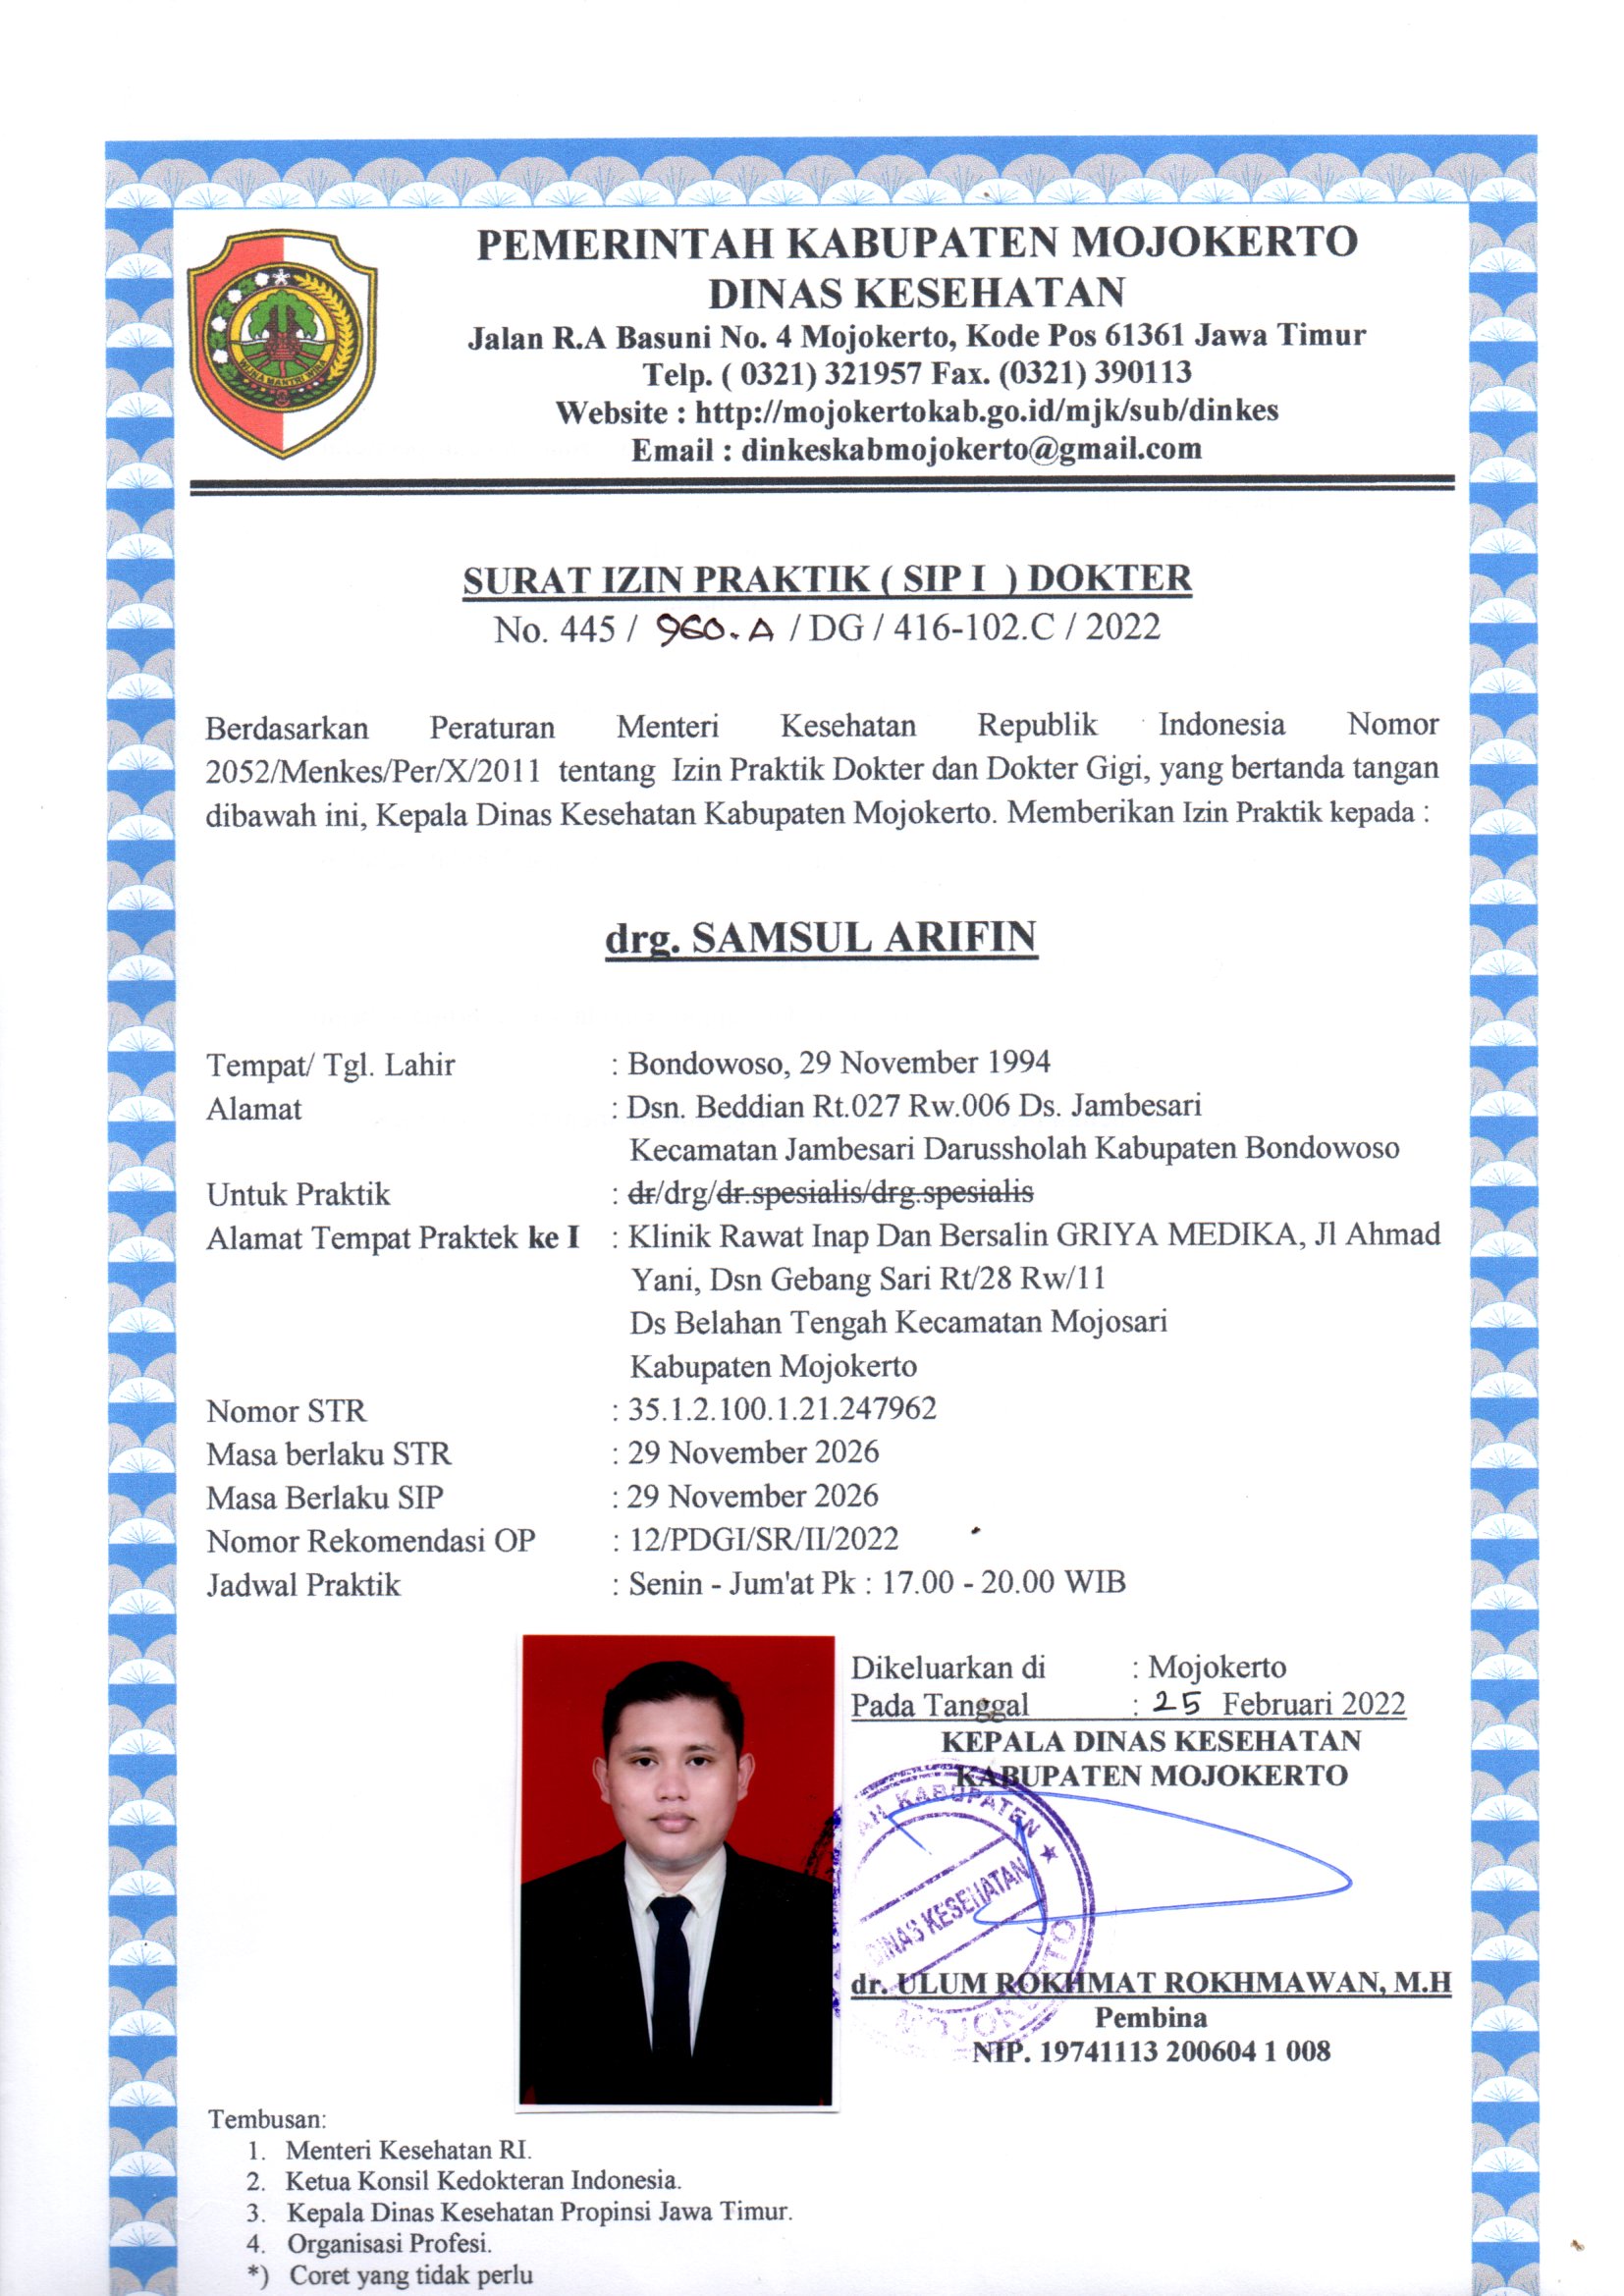 PEMERINTAH KABUPATEN MOJOKERTO
DINAS KESEHATAN
Jalan R.A Basuni No. 4 Mojokerto, Kode Pos 61361 Jawa Timur
Telp. ( 0321) 321957 Fax. (0321) 390113
Website : http://mojokertokab.go.id/mjk/sub/dinkes
Email : dinkeskabmojokerto@gmail.com
SURAT IZIN PRAKTIK ( SIP I ) DOKTER
No. 445 / 960.A / DG / 416-102.C / 2022
Berdasarkan Peraturan Menteri Kesehatan Republik Indonesia Nomor
2052/Menkes/Per/X/2011 tentang Izin Praktik Dokter dan Dokter Gigi, yang bertanda tangan
dibawah ini, Kepala Dinas Kesehatan Kabupaten Mojokerto. Memberikan Izin Praktik kepada :
drg. SAMSUL ARIFIN
Tempat/ Tgl. Lahir : Bondowoso, 29 November 1994
Alamat : Dsn. Beddian Rt.027 Rw.006 Ds. Jambesari
Kecamatan Jambesari Darussholah Kabupaten Bondowoso
Untuk Praktik : dr/drg/dr.spesialis/drg.spesialis
Alamat Tempat Praktek ke I : Klinik Rawat Inap Dan Bersalin GRIYA MEDIKA, Jl Ahmad
Yani, Dsn Gebang Sari Rt/28 Rw/11
Ds Belahan Tengah Kecamatan Mojosari
Kabupaten Mojokerto
Nomor STR : 35.1.2.100.1.21.247962
Masa berlaku STR : 29 November 2026
Masa Berlaku SIP : 29 November 2026
Nomor Rekomendasi OP : 12/PDGI/SR/II/2022
Jadwal Praktik : Senin - Jum'at Pk : 17.00 - 20.00 WIB
Dikeluarkan di : Mojokerto
Pada Tanggal : 25 Februari 2022
KEPALA DINAS KESEHATAN
KABUPATEN MOJOKERTO
KABUPATEN
DINAS KESEHATAN
MOJOKERTO
dr. ULUM ROKHMAT ROKHMAWAN, M.H
Pembina
NIP. 19741113 200604 1 008
Tembusan:
1. Menteri Kesehatan RI.
2. Ketua Konsil Kedokteran Indonesia.
3. Kepala Dinas Kesehatan Propinsi Jawa Timur.
4. Organisasi Profesi.
*) Coret yang tidak perlu